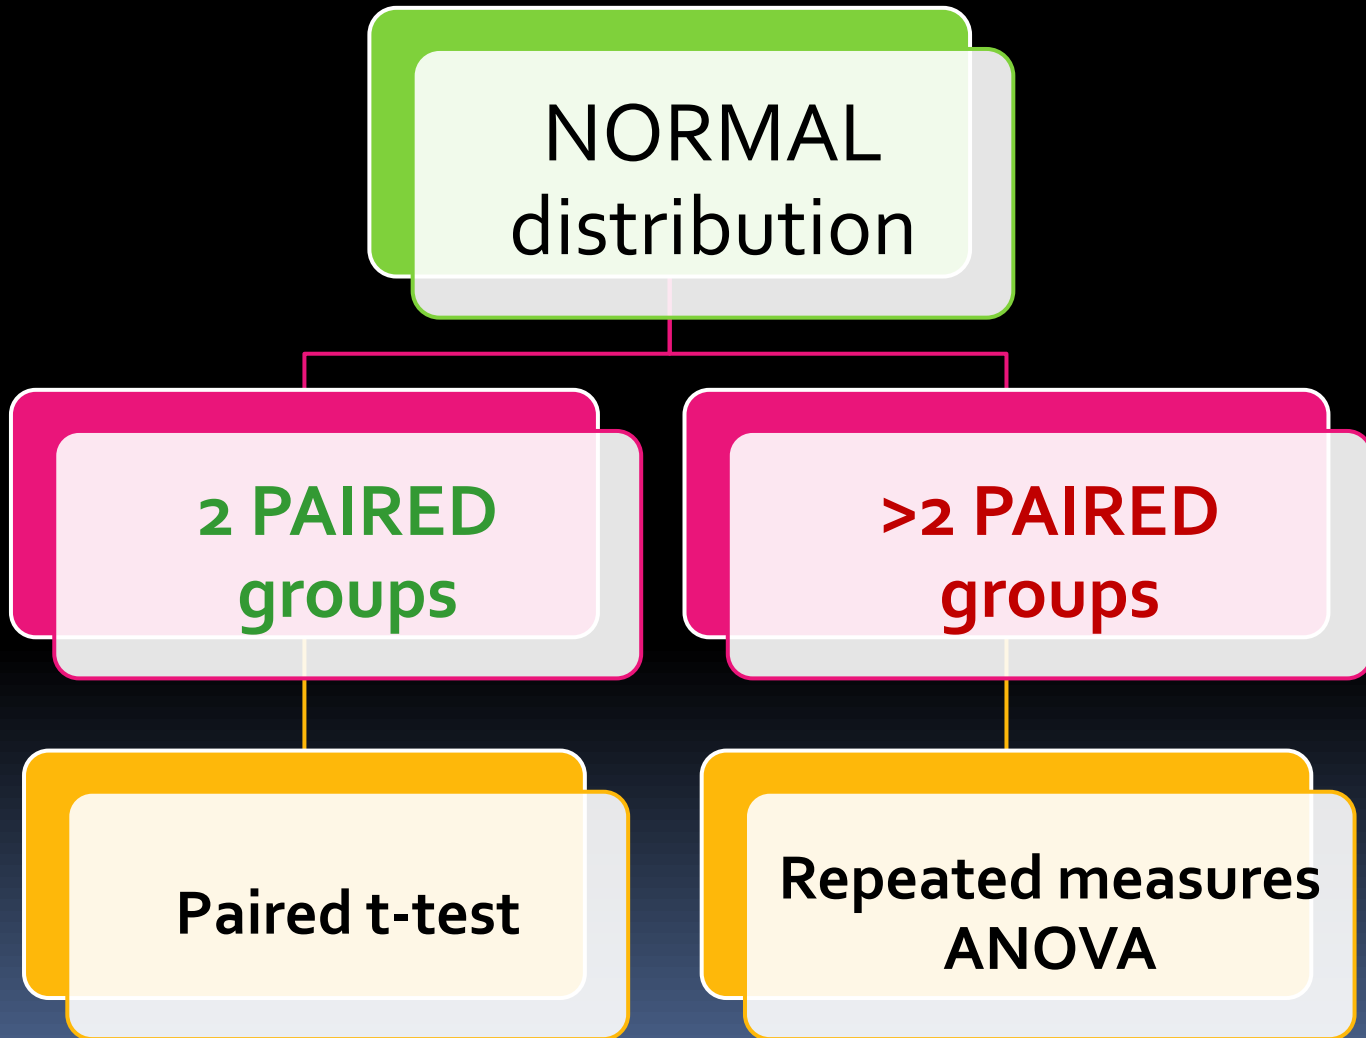 NORMAL
distribution
2 PAIRED
groups
>2 PAIRED
groups
Paired t-test
Repeated measures
ANOVA